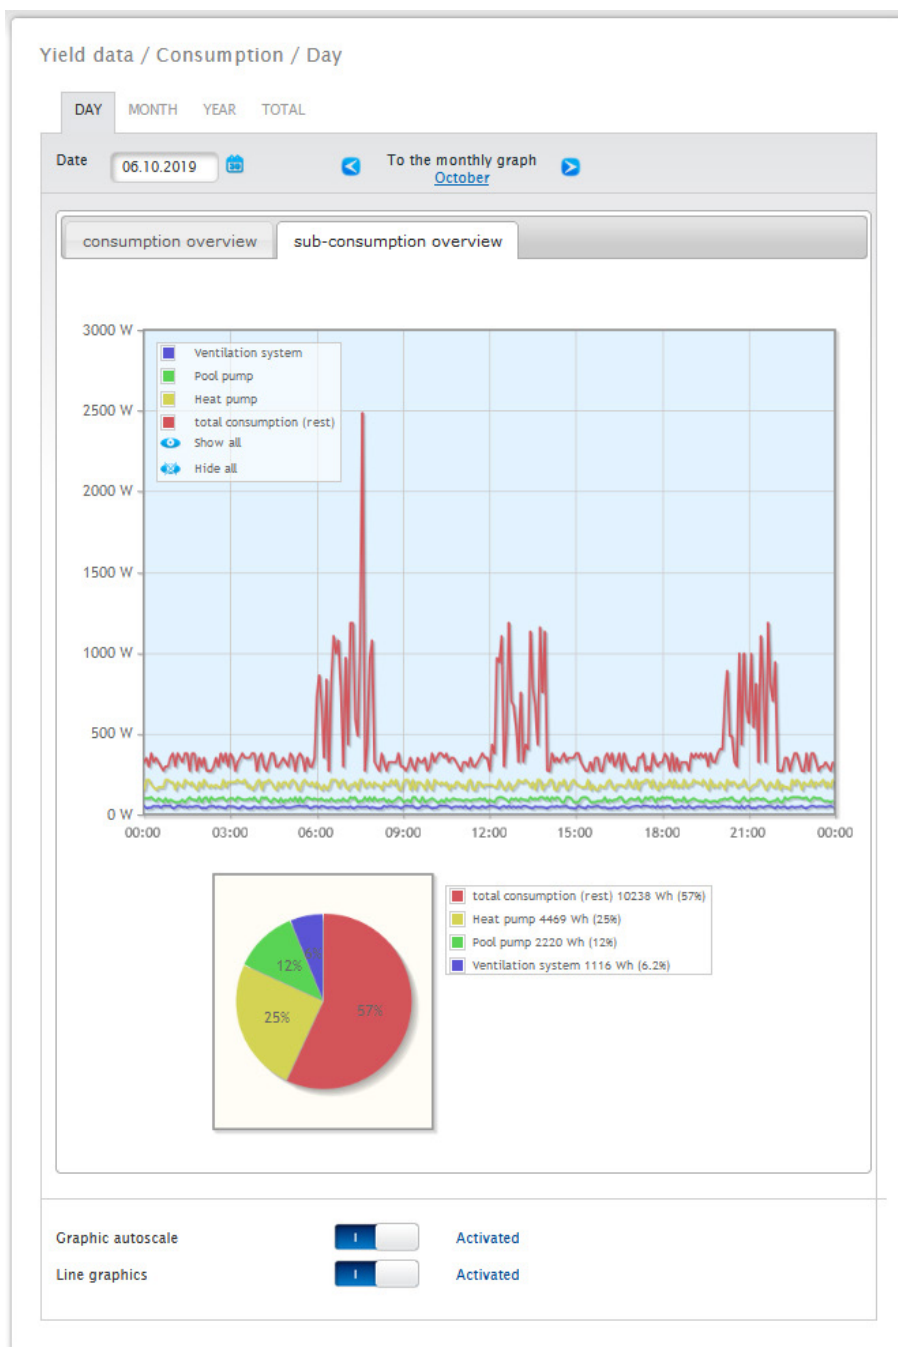 Yield data / Consumption / Day
DAY MONTH YEAR TOTAL
Date 06.10.2019 To the monthly graph
October
consumption overview sub-consumption overview
3000 W
Ventilation system
Pool pump
Heat pump
2500 W
total consumption (rest)
Show all
Hide all
2000 W
1500 W
1000 W
500 W
0 W
00:00 03:00 06:00 09:00 12:00 15:00 18:00 21:00 00:00
total consumption (rest) 10238 Wh (57%)
Heat pump 4469 Wh (25%)
Pool pump 2220 Wh (12%)
Ventilation system 1116 Wh (6.2%)
12%
25%
57%
Graphic autoscale I Activated
Line graphics I Activated